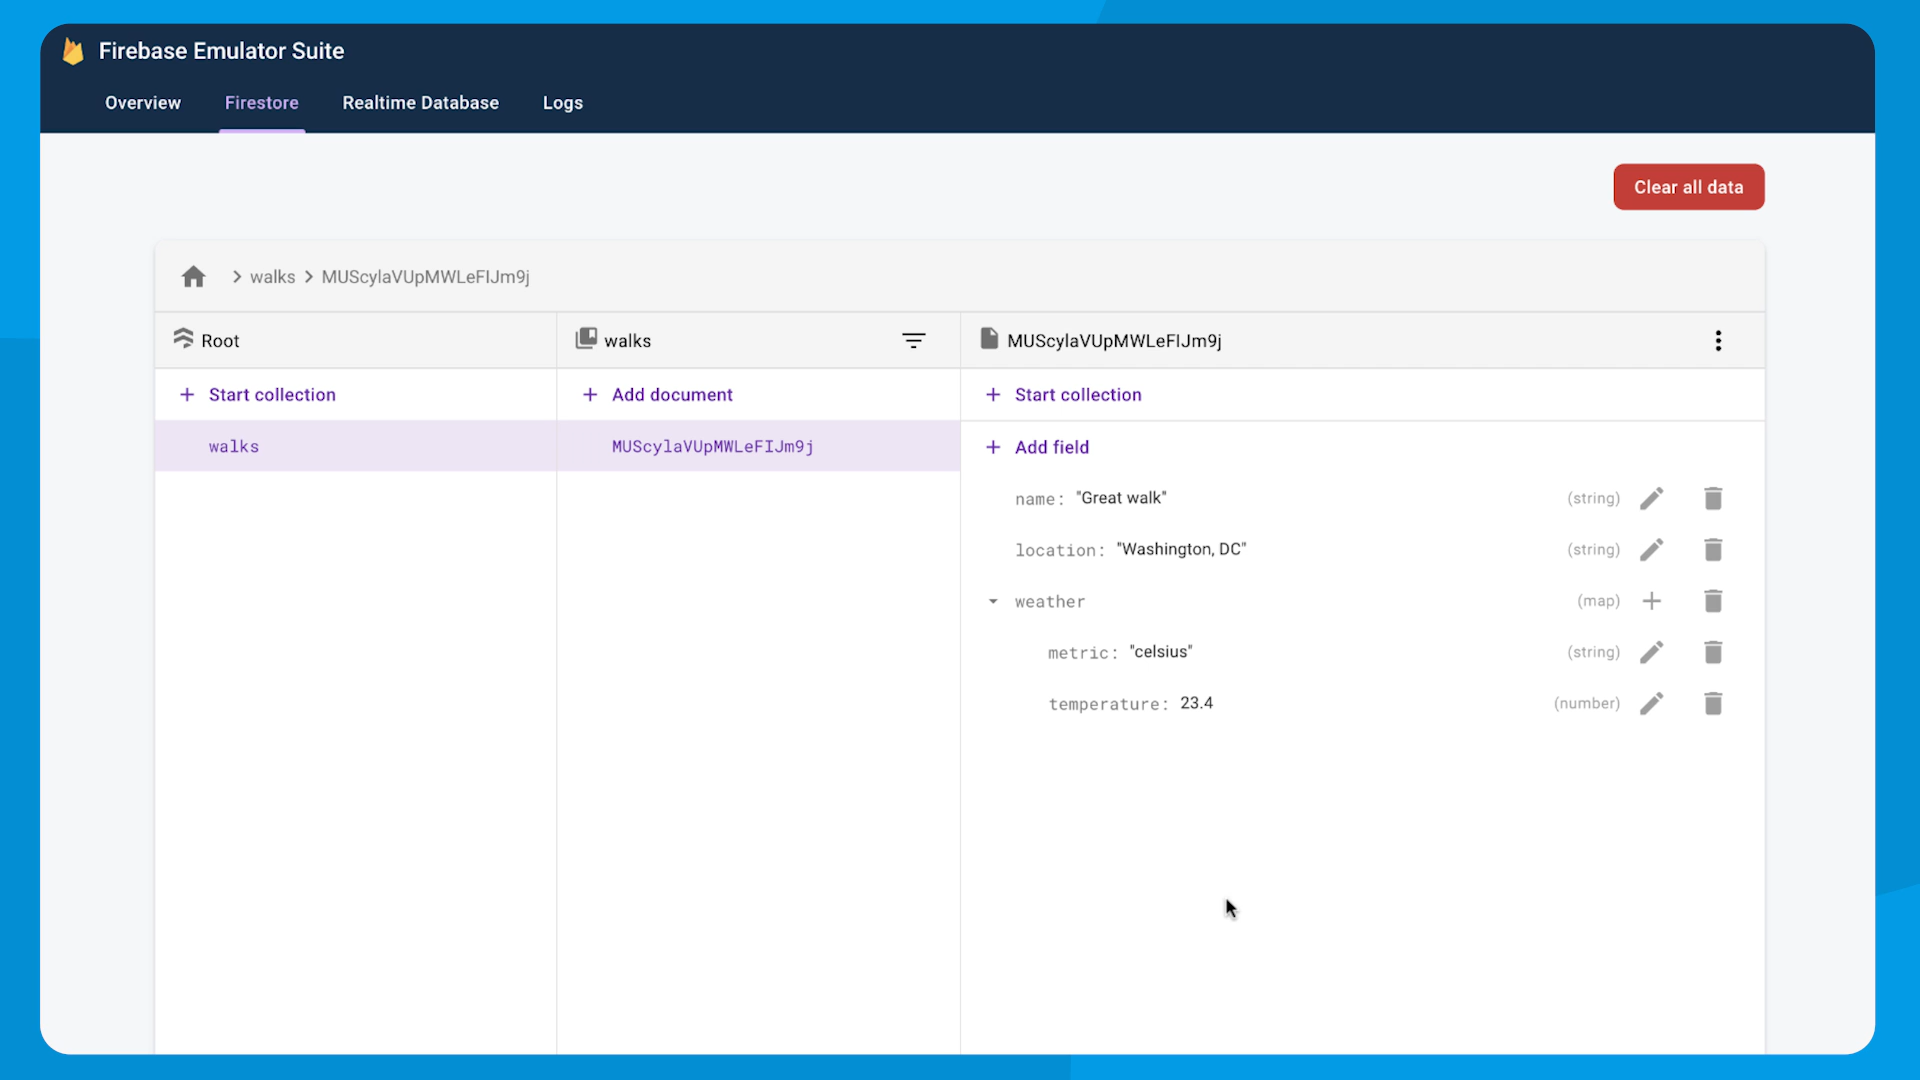 Firebase Emulator Suite
Overview Firestore Realtime Database Logs
Clear all data
walks MUScylaVUpMWLeFIJm9j
Root walks MUScylaVUpMWLeFIJm9j
Start collection Add document Start collection
walks MUScylaVUpMWLeFIJm9j Add field
name: "Great walk" (string)
location: "Washington, DC" (string)
weather (map)
metric: "celsius" (string)
temperature: 23.4 (number)